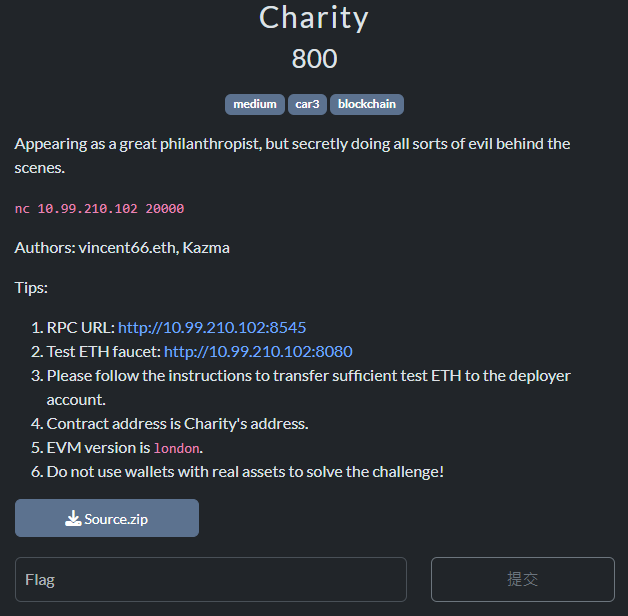 Charity
800
medium car3 blockchain
Appearing as a great philanthropist, but secretly doing all sorts of evil behind the
scenes.
nc 10.99.210.102 20000
Authors: vincent66.eth, Kazma
Tips:
1. RPC URL: http://10.99.210.102:8545
2. Test ETH faucet: http://10.99.210.102:8080
3. Please follow the instructions to transfer sufficient test ETH to the deployer
account.
4. Contract address is Charity's address.
5. EVM version is london.
6. Do not use wallets with real assets to solve the challenge!
Source.zip
Flag 提交